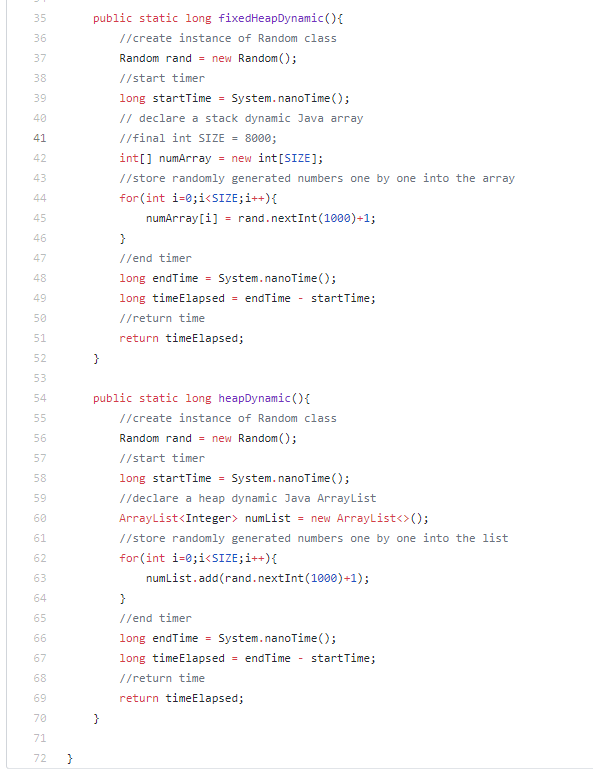 35 public static long fixedHeapDynamic(){
36 //create instance of Random class
37 Random rand = new Random();
38 //start timer
39 long startTime = System.nanoTime();
40 // declare a stack dynamic Java array
41 //final int SIZE = 8000;
42 int[] numArray = new int[SIZE];
43 //store randomly generated numbers one by one into the array
44 for(int i=0;i<SIZE;i++){
45 numArray[i] = rand.nextInt(1000)+1;
46 }
47 //end timer
48 long endTime = System.nanoTime();
49 long timeElapsed = endTime - startTime;
50 //return time
51 return timeElapsed;
52 }
53
54 public static long heapDynamic(){
55 //create instance of Random class
56 Random rand = new Random();
57 //start timer
58 long startTime = System.nanoTime();
59 //declare a heap dynamic Java ArrayList
60 ArrayList<Integer> numList = new ArrayList<>();
61 //store randomly generated numbers one by one into the list
62 for(int i=0;i<SIZE;i++){
63 numList.add(rand.nextInt(1000)+1);
64 }
65 //end timer
66 long endTime = System.nanoTime();
67 long timeElapsed = endTime - startTime;
68 //return time
69 return timeElapsed;
70 }
71
72 }